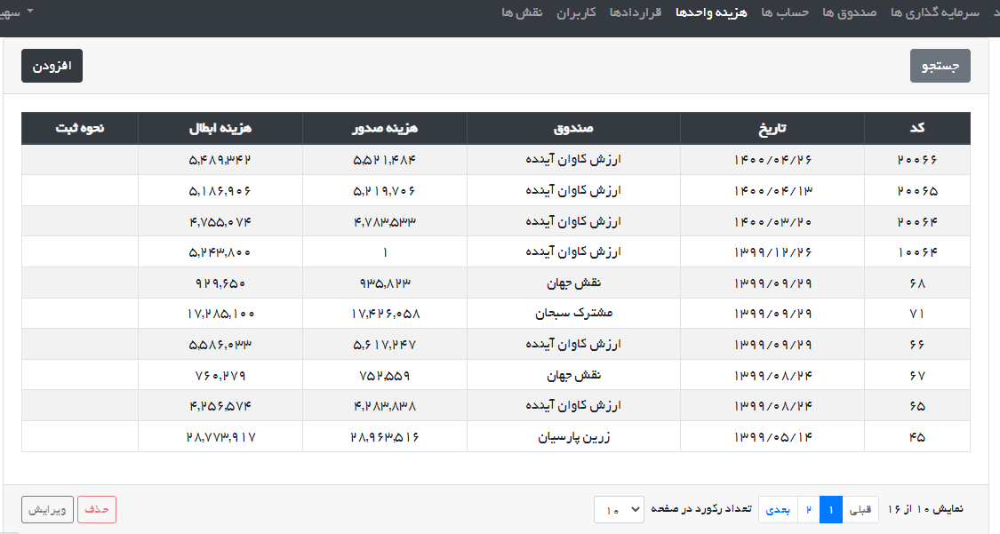 سرمایه گذاری ها صندوق ها حساب ها هزینه واحدها قراردادها کاربران نقش ها
جستجو افزودن
کد تاریخ صندوق هزینه صدور هزینه ابطال نحوه ثبت
۲۰۰۶۶ ۱۴۰۰/۰۴/۲۶ ارزش کاوان آینده ۵,۵۲۱,۴۸۴ ۵,۴۸۹,۳۴۲
۲۰۰۶۵ ۱۴۰۰/۰۴/۱۳ ارزش کاوان آینده ۵,۲۱۹,۷۰۶ ۵,۱۸۶,۹۰۶
۲۰۰۶۴ ۱۴۰۰/۰۳/۲۰ ارزش کاوان آینده ۴,۷۸۳,۵۳۳ ۴,۷۵۵,۰۷۴
۱۰۰۶۴ ۱۳۹۹/۱۲/۲۶ ارزش کاوان آینده ۱ ۵,۲۴۳,۸۰۰
۶۸ ۱۳۹۹/۰۹/۲۹ نقش جهان ۹۳۵,۸۲۳ ۹۲۹,۶۵۰
۷۱ ۱۳۹۹/۰۹/۲۹ مشترک سبحان ۱۷,۴۲۶,۰۵۸ ۱۷,۲۸۵,۱۰۰
۶۶ ۱۳۹۹/۰۹/۲۹ ارزش کاوان آینده ۵,۶۱۷,۲۴۷ ۵,۵۸۶,۰۳۳
۶۷ ۱۳۹۹/۰۸/۲۴ نقش جهان ۷۵۲,۵۵۹ ۷۶۰,۲۷۹
۶۵ ۱۳۹۹/۰۸/۲۴ ارزش کاوان آینده ۴,۲۸۳,۸۳۸ ۴,۲۵۶,۵۷۴
۴۵ ۱۳۹۹/۰۵/۱۴ زرین پارسیان ۲۸,۹۶۳,۵۱۶ ۲۸,۷۷۳,۹۱۷
نمایش ۱۰ از ۱۶ قبلی ۱ ۲ بعدی تعداد رکورد در صفحه ۱۰ حذف ویرایش